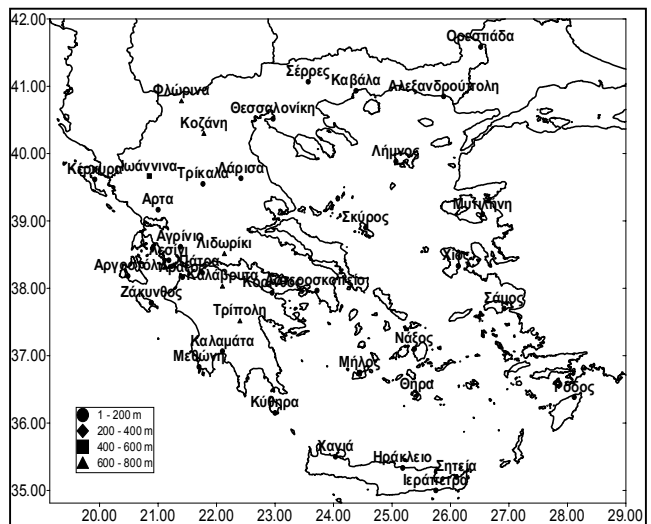 42.00
Ορεστιάδα
41.00
Σέρρες
Καβάλα
Αλεξανδρούπολη
Φλώρινα
Θεσσαλονίκη
Κοζάνη
40.00
Λήμνος
Κέρκυρα
Ιωάννινα
Τρίκαλα
Λάρισα
Αρτα
Μυτιλήνη
39.00
Σκύρος
Αγρίνιο
Λιδωρίκι
Χίος
Καλάβρυτα
38.00
Ζάκυνθος
Σάμος
Τρίπολη
37.00
Καλαμάτα
Μεθώνη
Νάξος
Μήλος
Θήρα
Ρόδος
36.00
Κύθηρα
1 - 200 m
200 - 400 m
400 - 600 m
600 - 800 m
Χανιά
Ηράκλειο
Σητεία
Ιεράπετρα
35.00
20.00 21.00 22.00 23.00 24.00 25.00 26.00 27.00 28.00 29.00